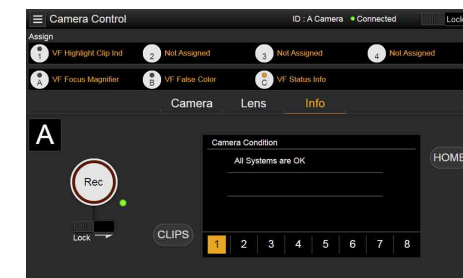 Camera Control ID : A Camera Connected Lock
Assign
1 VF Highlight Clip Ind 2 Not Assigned 3 Not Assigned 4 Not Assigned
A VF Focus Magnifier B VF False Color C VF Status Info
Camera Lens Info
A
Camera Condition
All Systems are OK
HOME
Rec
Lock
CLIPS
1 2 3 4 5 6 7 8